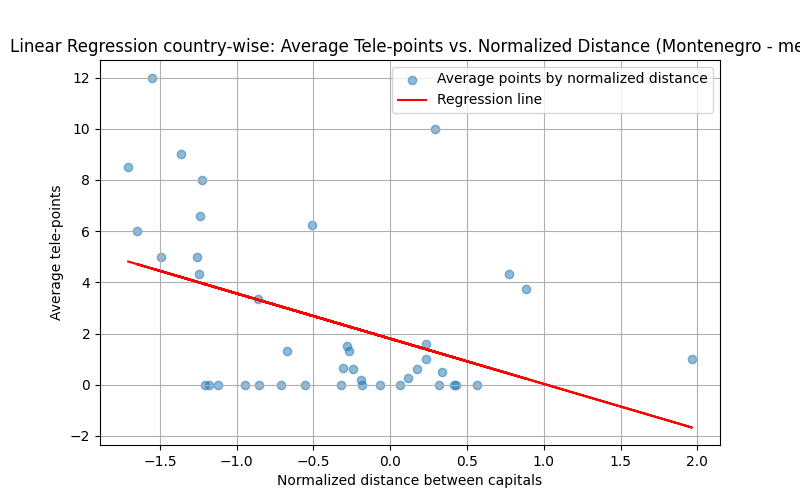 Linear Regression country-wise: Average Tele-points vs. Normalized Distance (Montenegro - me
Average points by normalized distance
Regression line
12
10
8
6
4
2
0
−2
Average tele-points
−1.5 −1.0 −0.5 0.0 0.5 1.0 1.5 2.0
Normalized distance between capitals